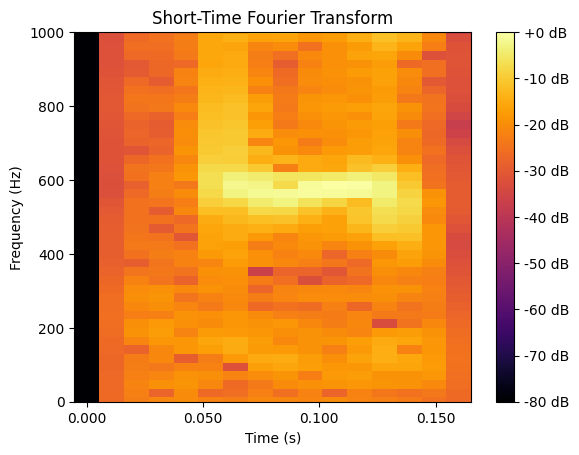 Short-Time Fourier Transform
1000
800
600
400
200
0
Frequency (Hz)
0.000
0.050
0.100
0.150
Time (s)
+0 dB
-10 dB
-20 dB
-30 dB
-40 dB
-50 dB
-60 dB
-70 dB
-80 dB